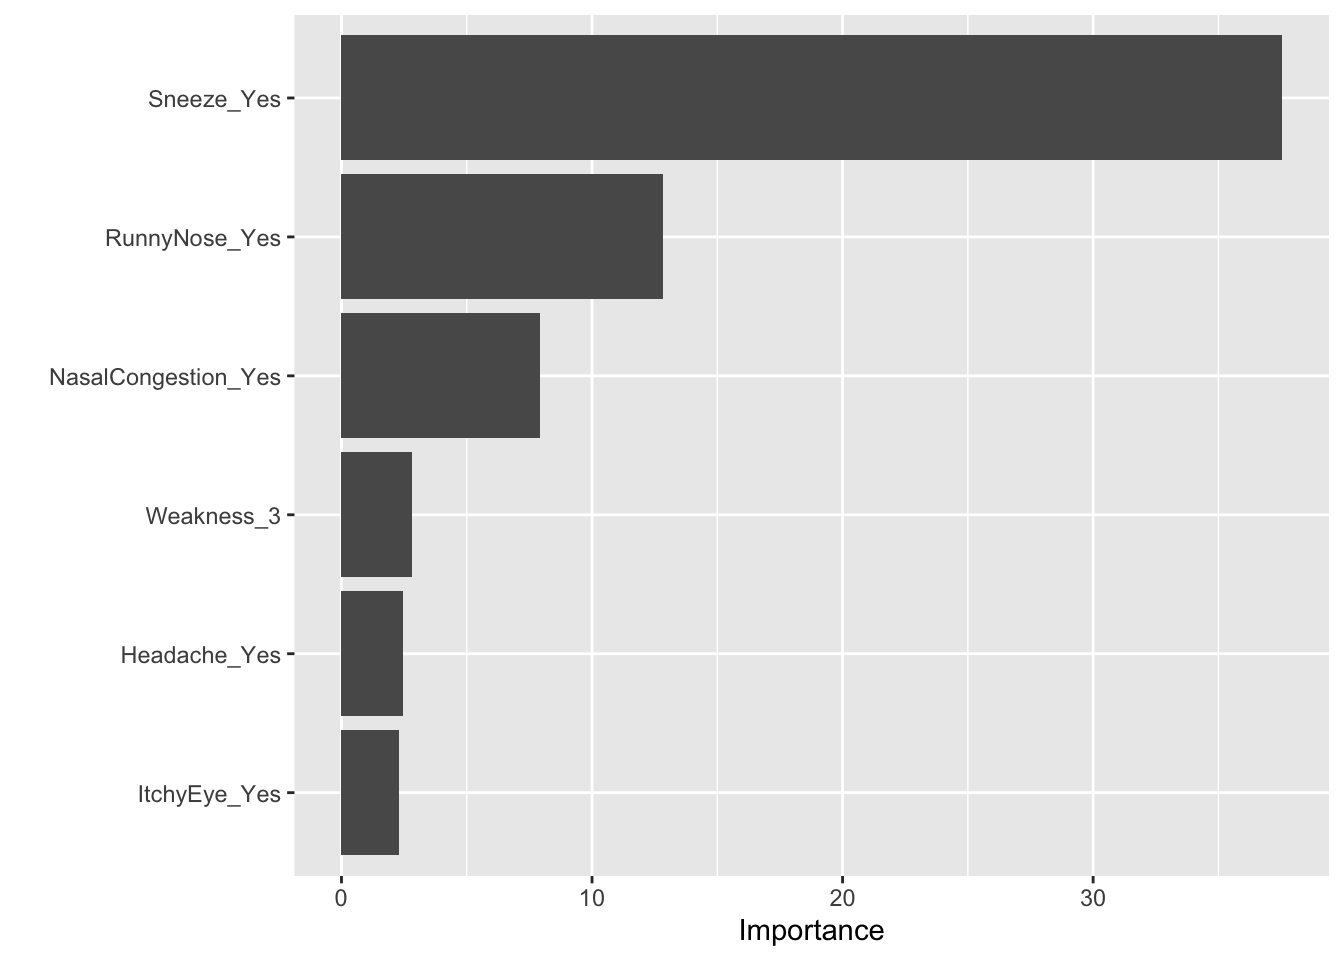 Sneeze_Yes
RunnyNose_Yes
NasalCongestion_Yes
Weakness_3
Headache_Yes
ItchyEye_Yes
0 10 20 30
Importance